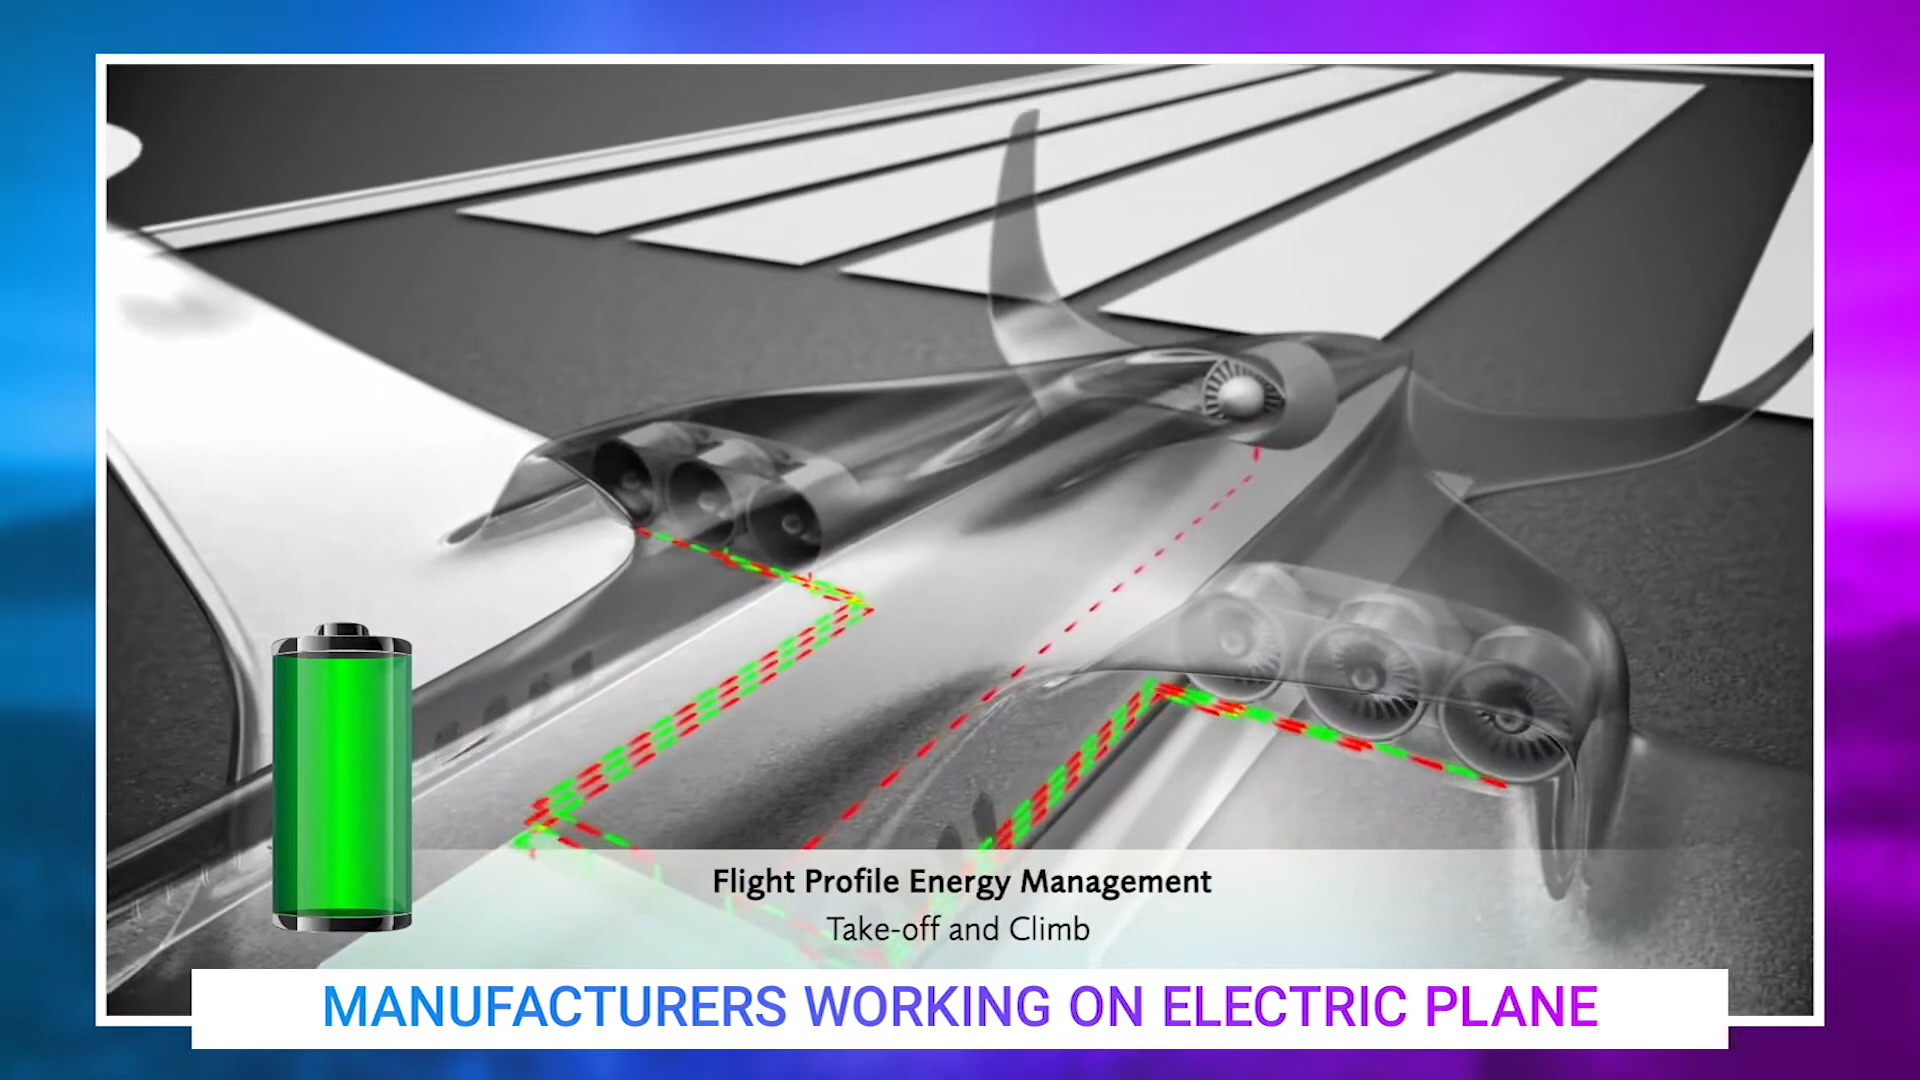 Flight Profile Energy Management
Take-off and Climb
MANUFACTURERS WORKING ON ELECTRIC PLANE